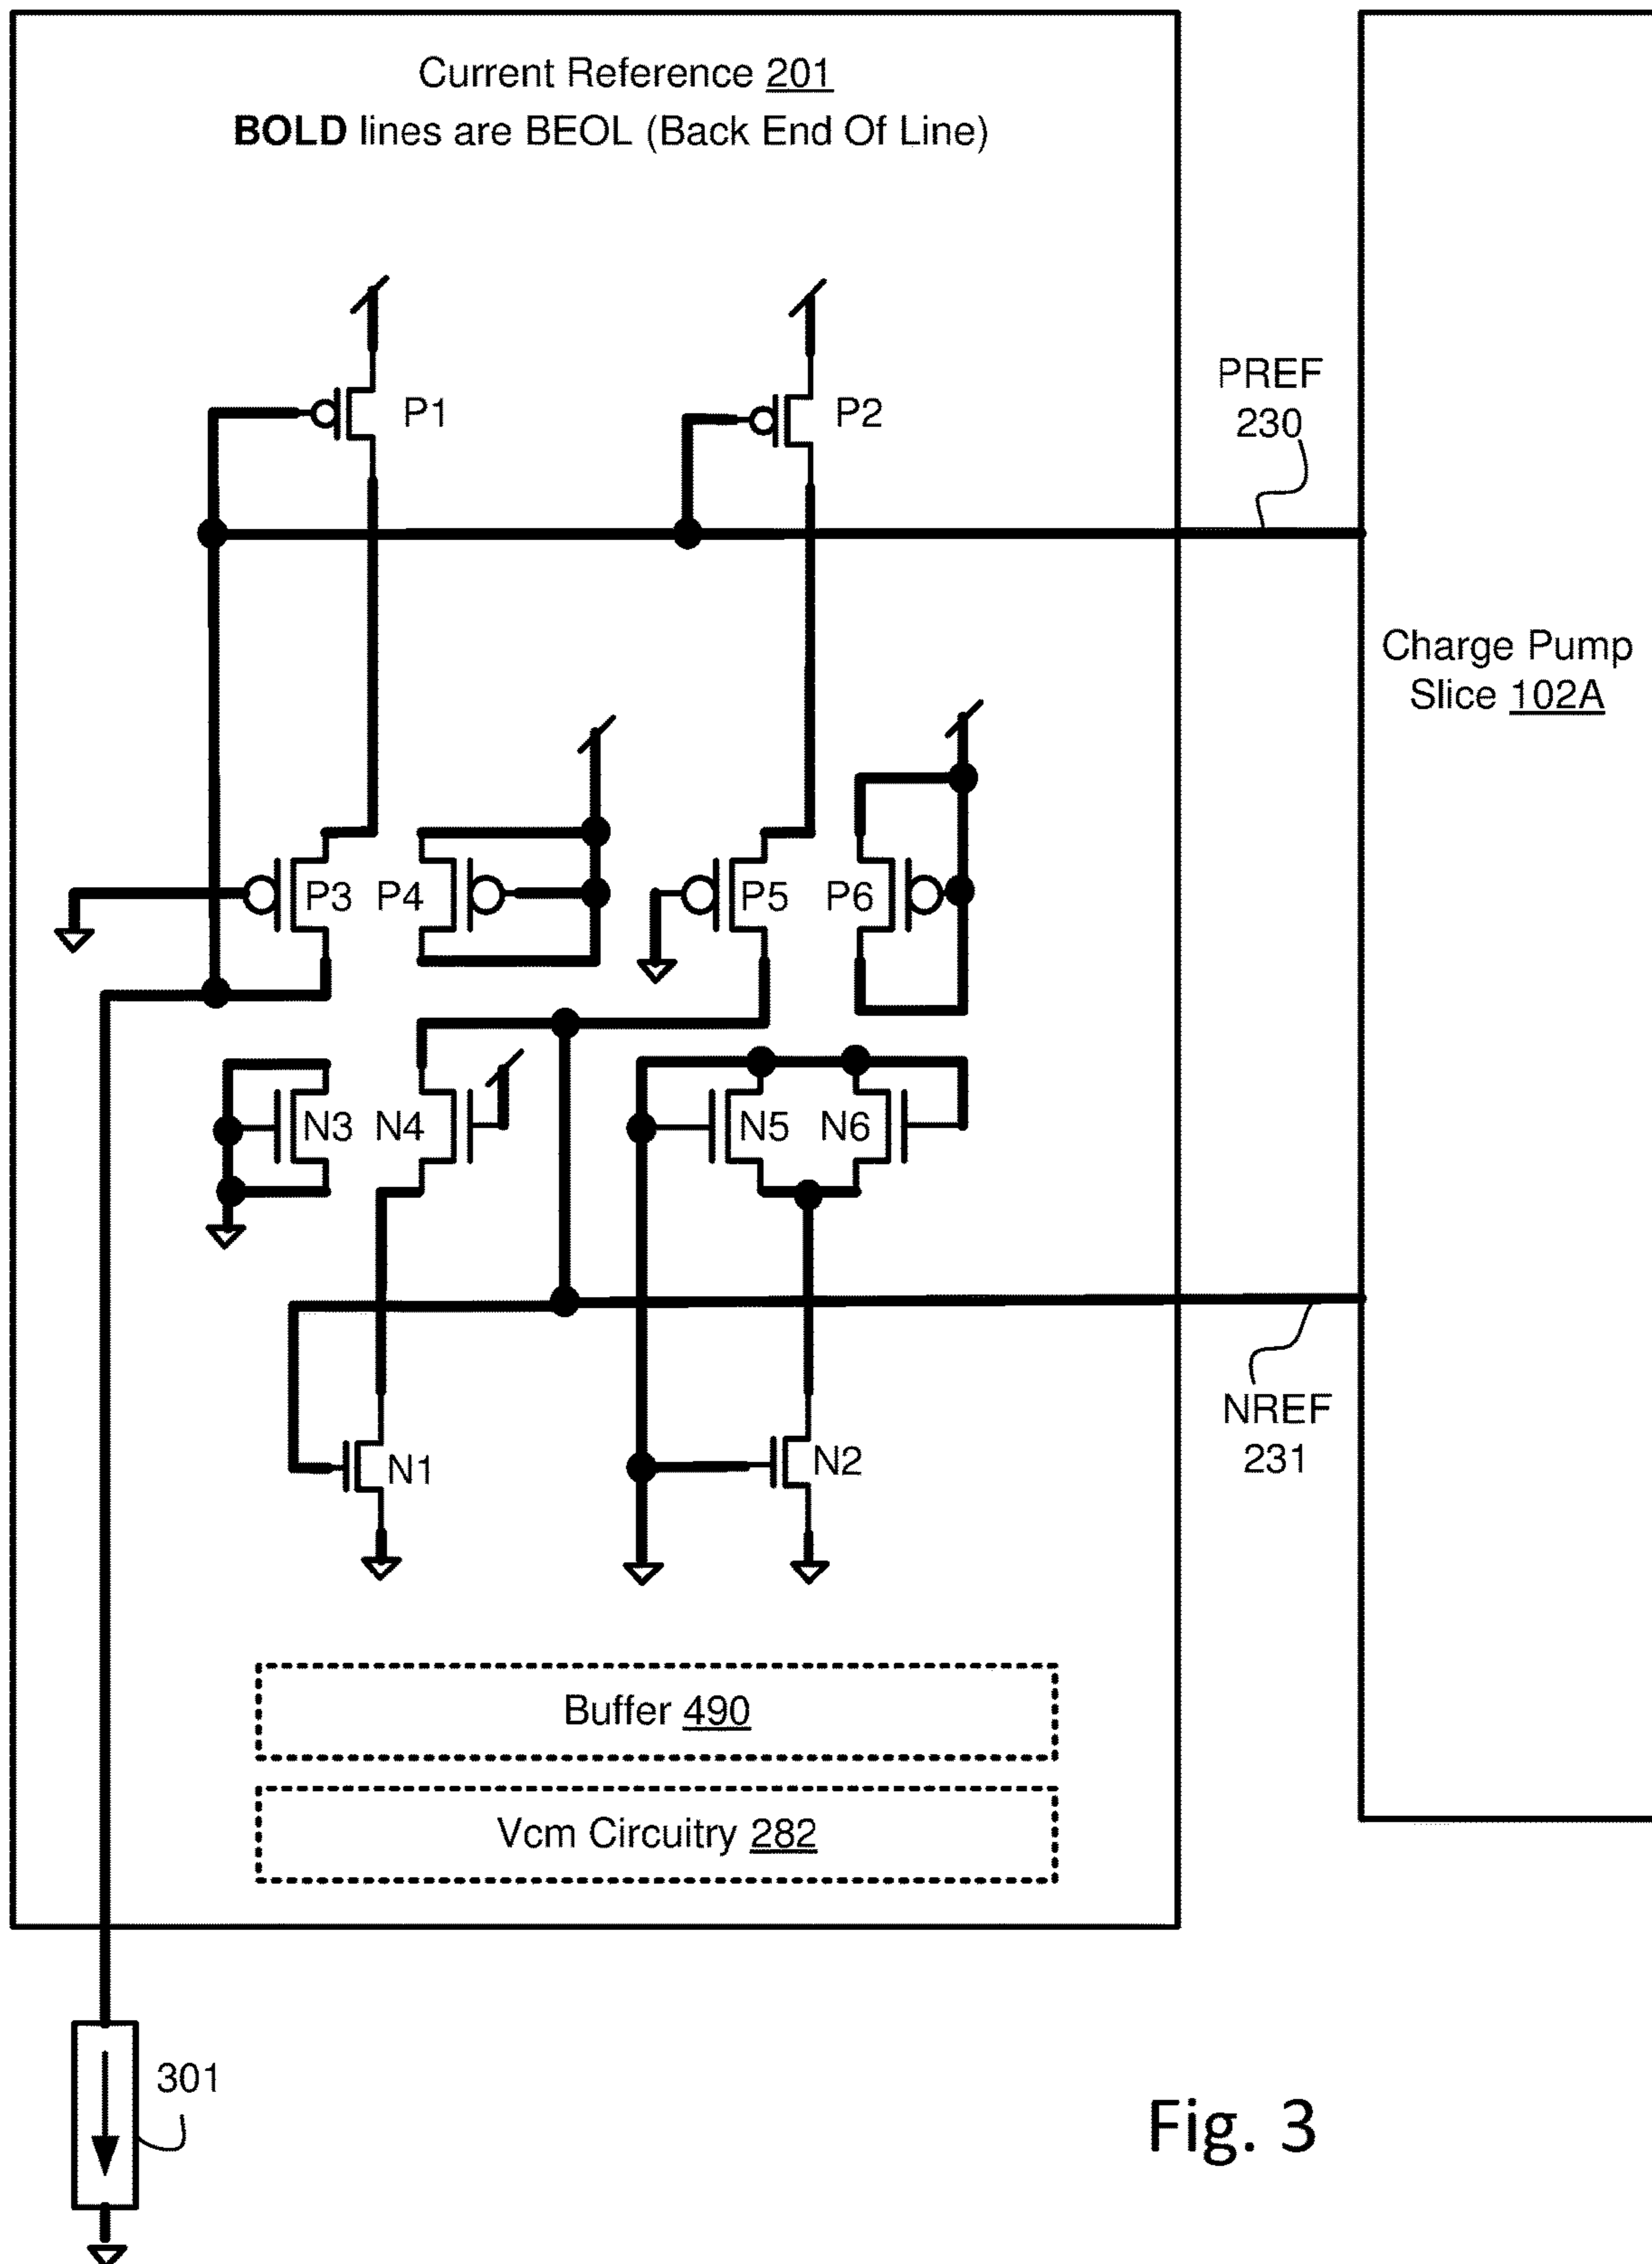 Current Reference 201
BOLD lines are BEOL (Back End Of Line)
P1
P2
PREF
230
Charge Pump
Slice 102A
P3
P4
P5
P6
N3
N4
N5
N6
N1
N2
NREF
231
Buffer 490
Vcm Circuitry 282
301
Fig. 3